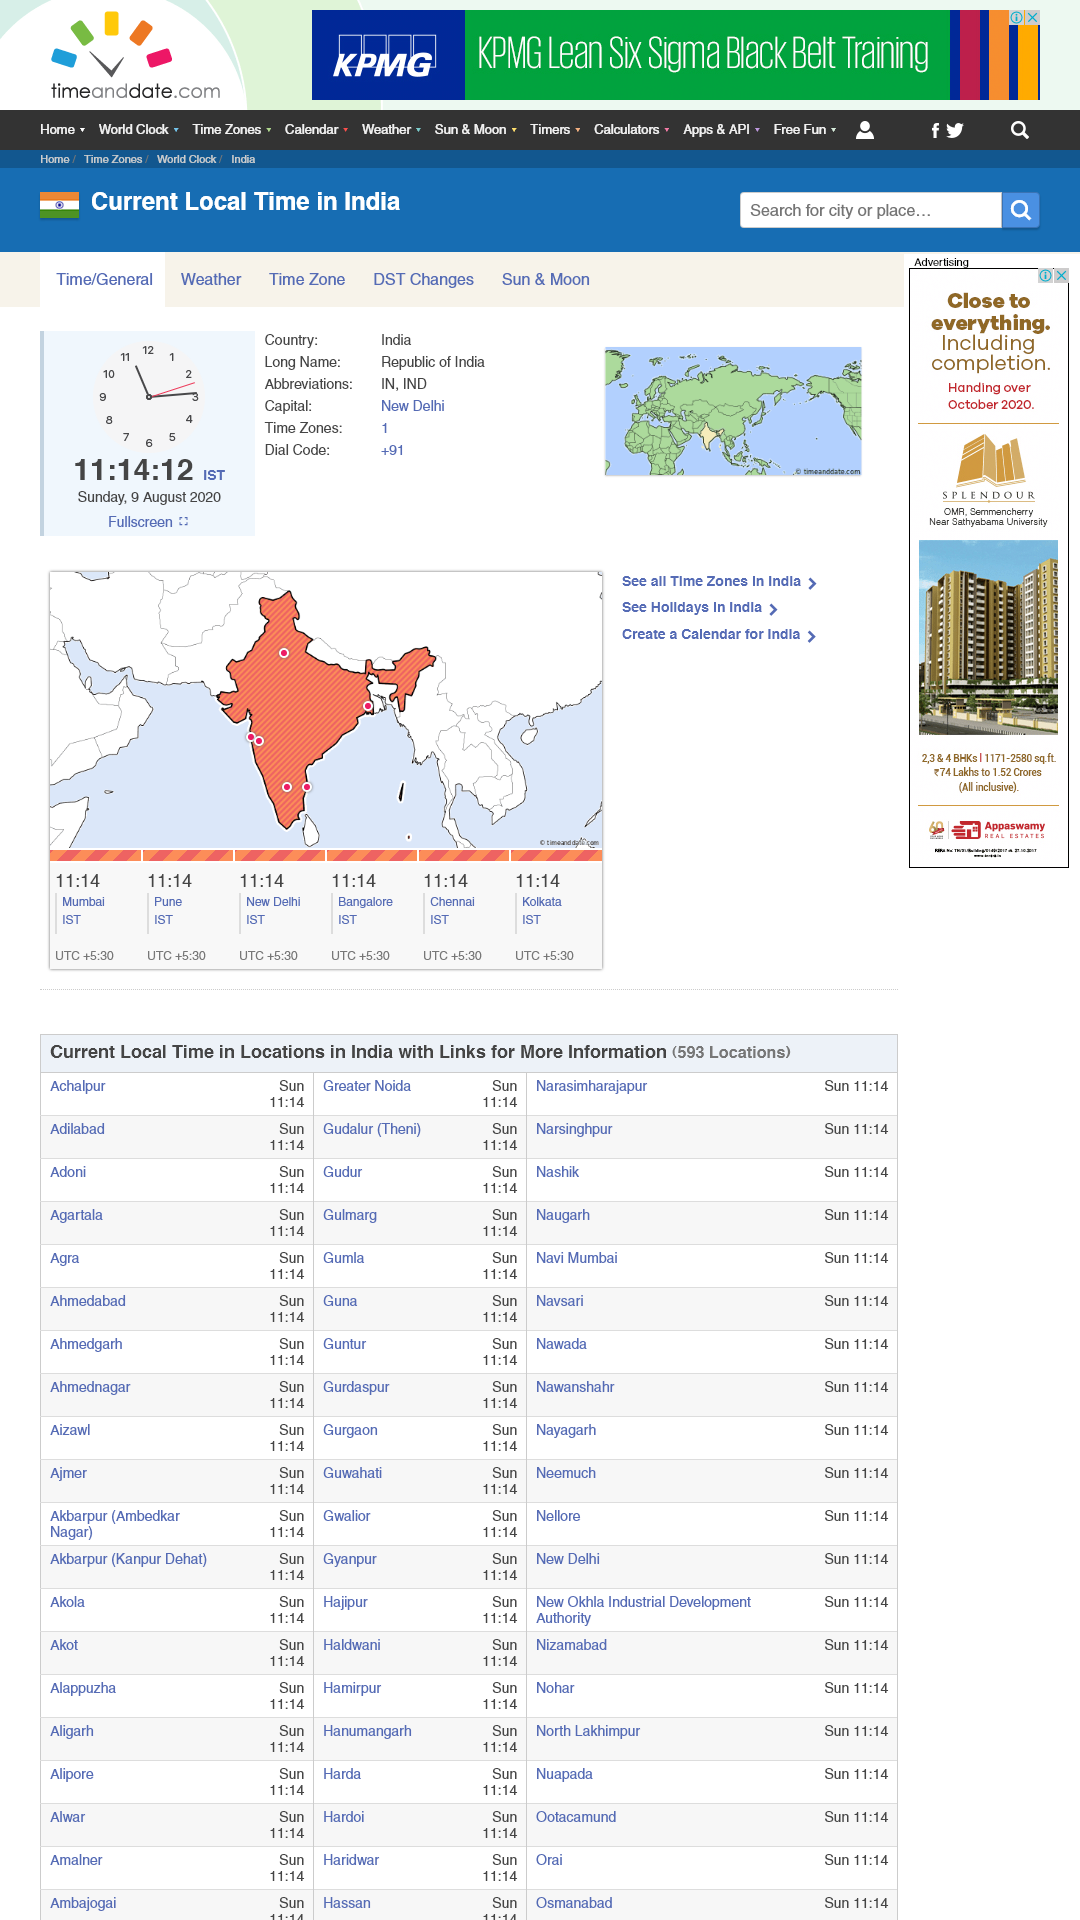 timeanddate.com
KPMG
KPMG Lean Six Sigma Black Belt Training
Home World Clock Time Zones Calendar Weather Sun & Moon Timers Calculators Apps & API Free Fun
Home / Time Zones / World Clock / India
Current Local Time in India
Search for city or place...
Time/General Weather Time Zone DST Changes Sun & Moon
12
1
2
3
4
5
6
7
8
9
10
11
11:14:12 IST
Sunday, 9 August 2020
Fullscreen
Country: India
Long Name: Republic of India
Abbreviations: IN, IND
Capital: New Delhi
Time Zones: 1
Dial Code: +91
© timeanddate.com
© timeanddate.com
See all Time Zones in India
See Holidays in India
Create a Calendar for India
11:14 11:14 11:14 11:14 11:14 11:14
Mumbai Pune New Delhi Bangalore Chennai Kolkata
IST IST IST IST IST IST
UTC +5:30 UTC +5:30 UTC +5:30 UTC +5:30 UTC +5:30 UTC +5:30
Advertising
Close to
everything.
Including
completion.
Handing over
October 2020.
SPLENDOUR
OMR, Semmencherry
Near Sathyabama University
2,3 & 4 BHKs | 1171-2580 sq.ft.
₹74 Lakhs to 1.52 Crores
(All inclusive).
Appaswamy
REAL ESTATES
Current Local Time in Locations in India with Links for More Information (593 Locations)
Achalpur Sun 11:14 Greater Noida Sun 11:14 Narasimharajapur Sun 11:14
Adilabad Sun 11:14 Gudalur (Theni) Sun 11:14 Narsinghpur Sun 11:14
Adoni Sun 11:14 Gudur Sun 11:14 Nashik Sun 11:14
Agartala Sun 11:14 Gulmarg Sun 11:14 Naugarh Sun 11:14
Agra Sun 11:14 Gumla Sun 11:14 Navi Mumbai Sun 11:14
Ahmedabad Sun 11:14 Guna Sun 11:14 Navsari Sun 11:14
Ahmedgarh Sun 11:14 Guntur Sun 11:14 Nawada Sun 11:14
Ahmednagar Sun 11:14 Gurdaspur Sun 11:14 Nawanshahr Sun 11:14
Aizawl Sun 11:14 Gurgaon Sun 11:14 Nayagarh Sun 11:14
Ajmer Sun 11:14 Guwahati Sun 11:14 Neemuch Sun 11:14
Akbarpur (Ambedkar Nagar) Sun 11:14 Gwalior Sun 11:14 Nellore Sun 11:14
Akbarpur (Kanpur Dehat) Sun 11:14 Gyanpur Sun 11:14 New Delhi Sun 11:14
Akola Sun 11:14 Hajipur Sun 11:14 New Okhla Industrial Development Authority Sun 11:14
Akot Sun 11:14 Haldwani Sun 11:14 Nizamabad Sun 11:14
Alappuzha Sun 11:14 Hamirpur Sun 11:14 Nohar Sun 11:14
Aligarh Sun 11:14 Hanumangarh Sun 11:14 North Lakhimpur Sun 11:14
Alipore Sun 11:14 Harda Sun 11:14 Nuapada Sun 11:14
Alwar Sun 11:14 Hardoi Sun 11:14 Ootacamund Sun 11:14
Amalner Sun 11:14 Haridwar Sun 11:14 Orai Sun 11:14
Ambajogai Sun 11:14 Hassan Sun 11:14 Osmanabad Sun 11:14